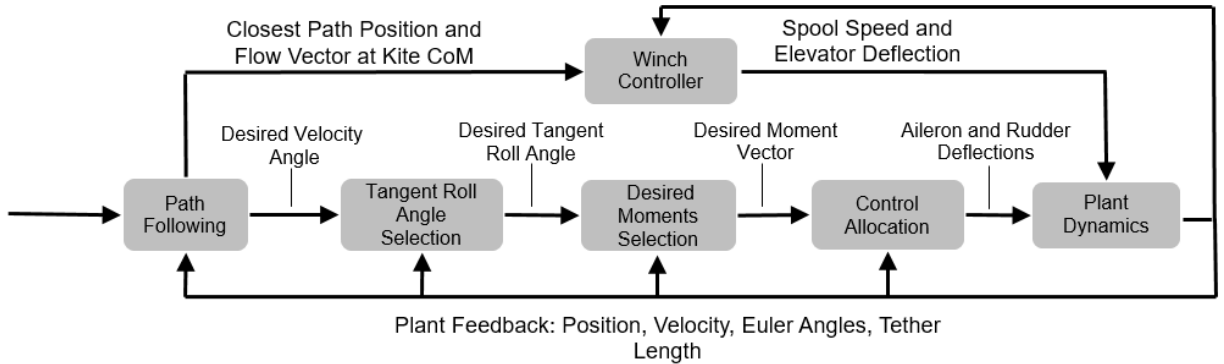 Closest Path Position and
Flow Vector at Kite CoM
Winch
Controller
Spool Speed and
Elevator Deflection
Desired Velocity
Angle
Desired Tangent
Roll Angle
Desired Moment
Vector
Aileron and Rudder
Deflections
Path
Following
Tangent Roll
Angle
Selection
Desired
Moments
Selection
Control
Allocation
Plant
Dynamics
Plant Feedback: Position, Velocity, Euler Angles, Tether
Length